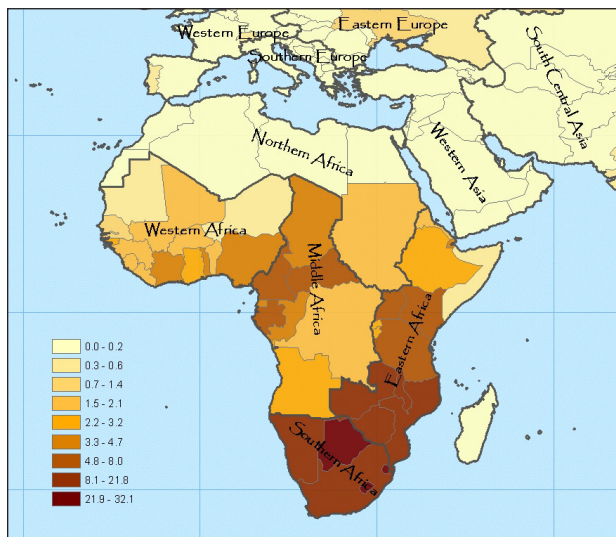 Eastern Europe
Western Europe
Southern Europe
South Central Asia
Northern Africa
Western Asia
Western Africa
Middle Africa
Eastern Africa
Southern Africa
0.0 - 0.2
0.3 - 0.6
0.7 - 1.4
1.5 - 2.1
2.2 - 3.2
3.3 - 4.7
4.8 - 8.0
8.1 - 21.8
21.9 - 32.1